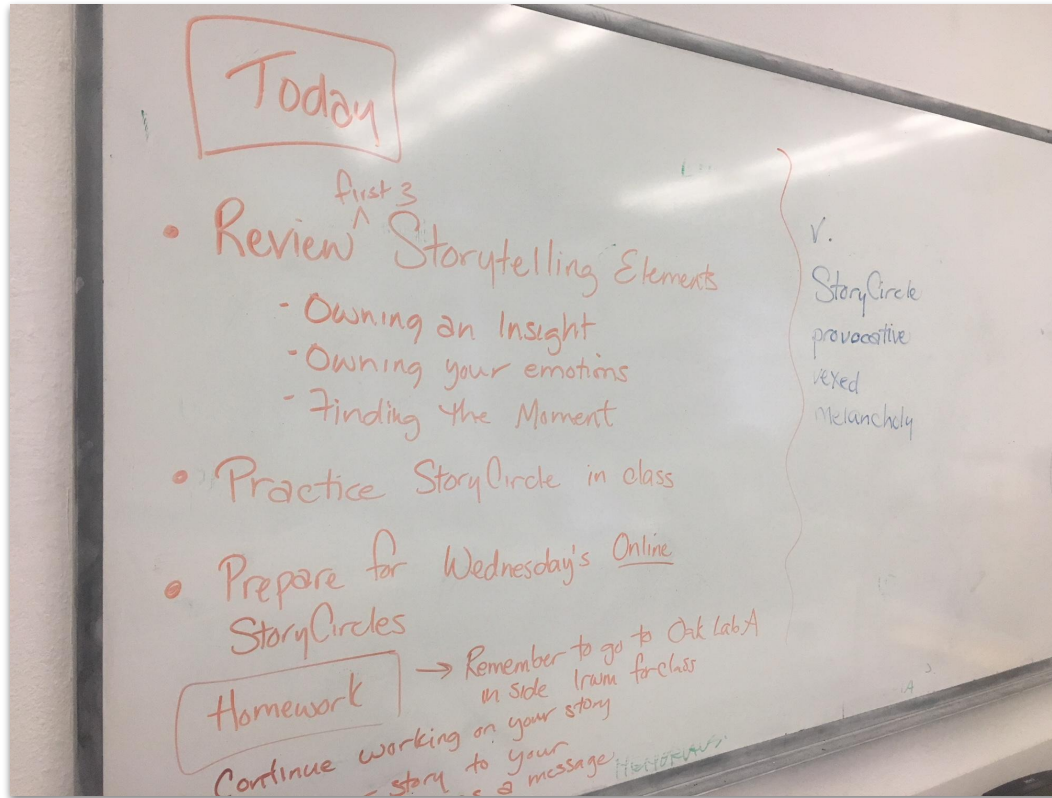 Today
first 3
• Review ^ Storytelling Elements
- Owning an Insight
- Owning your emotions
- Finding the Moment
• Practice StoryCircle in class
• Prepare for Wednesday's Online
StoryCircles
→ Remember to go to Oak Lab A
in side Irwin for class
Homework
Continue working on your story
- story to your
a message
v.
StoryCircle
provocative
vexed
melancholy